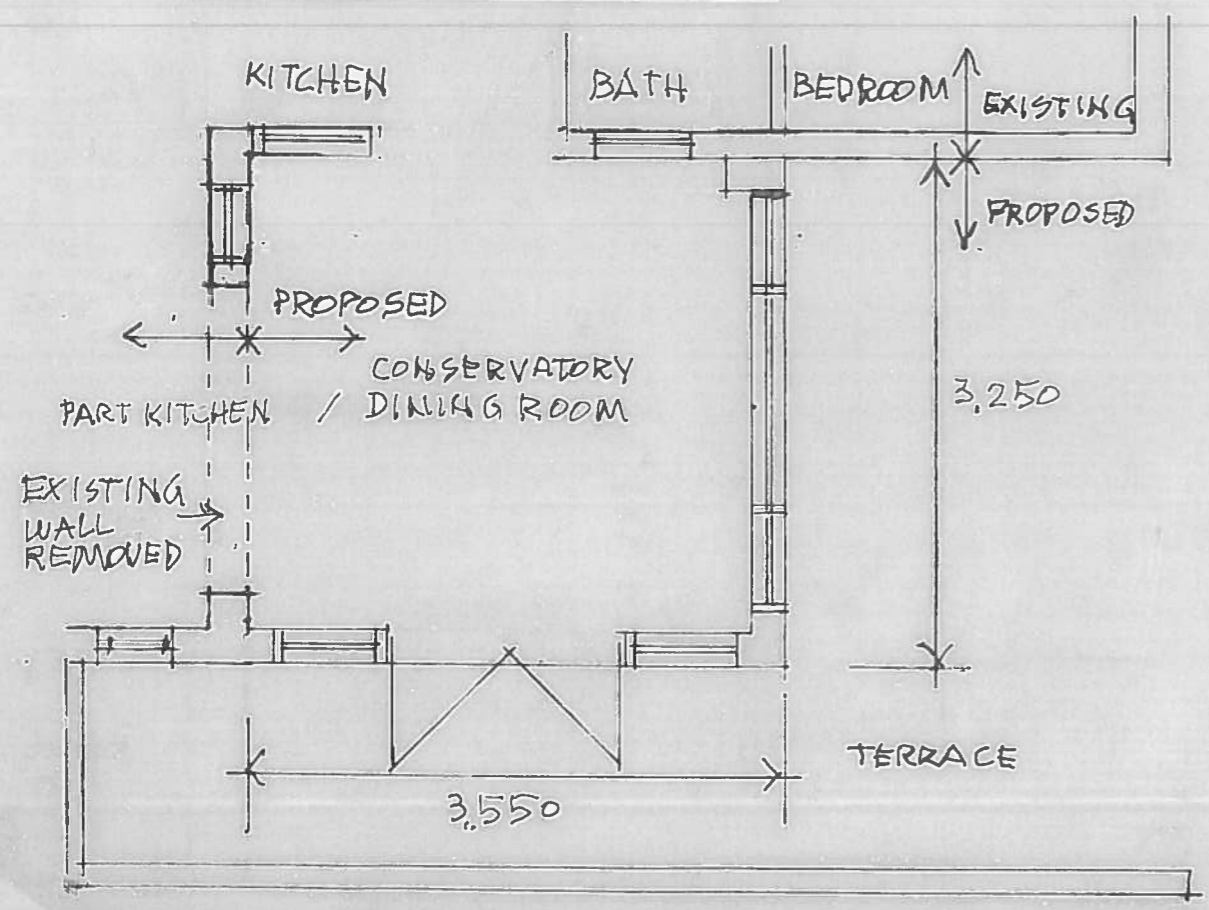 KITCHEN
BATH
BEDROOM
EXISTING
PROPOSED
PROPOSED
CONSERVATORY
PART KITCHEN / DINING ROOM
3.250
EXISTING
WALL
REMOVED
TERRACE
3.550